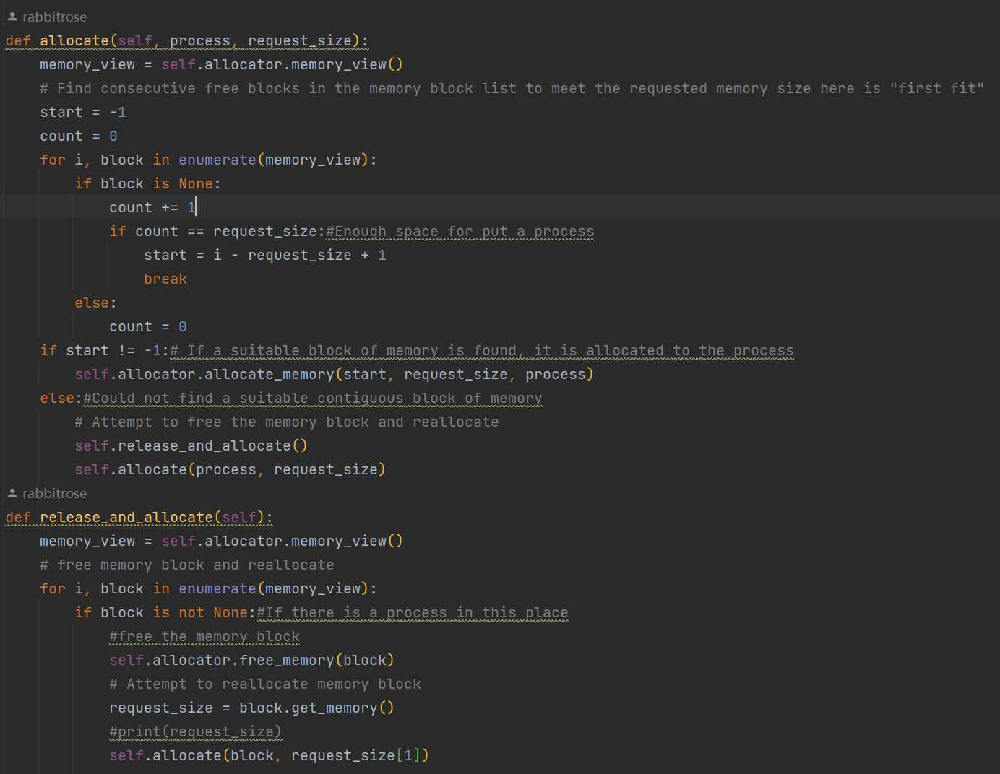 rabbitrose
def allocate(self, process, request_size):
    memory_view = self.allocator.memory_view()
    # Find consecutive free blocks in the memory block list to meet the requested memory size here is "first fit"
    start = -1
    count = 0
    for i, block in enumerate(memory_view):
        if block is None:
            count += 1
            if count == request_size:#Enough space for put a process
                start = i - request_size + 1
                break
        else:
            count = 0
    if start != -1:# If a suitable block of memory is found, it is allocated to the process
        self.allocator.allocate_memory(start, request_size, process)
    else:#Could not find a suitable contiguous block of memory
        # Attempt to free the memory block and reallocate
        self.release_and_allocate()
        self.allocate(process, request_size)
rabbitrose
def release_and_allocate(self):
    memory_view = self.allocator.memory_view()
    # free memory block and reallocate
    for i, block in enumerate(memory_view):
        if block is not None:#If there is a process in this place
            #free the memory block
            self.allocator.free_memory(block)
            # Attempt to reallocate memory block
            request_size = block.get_memory()
            #print(request_size)
            self.allocate(block, request_size[1])